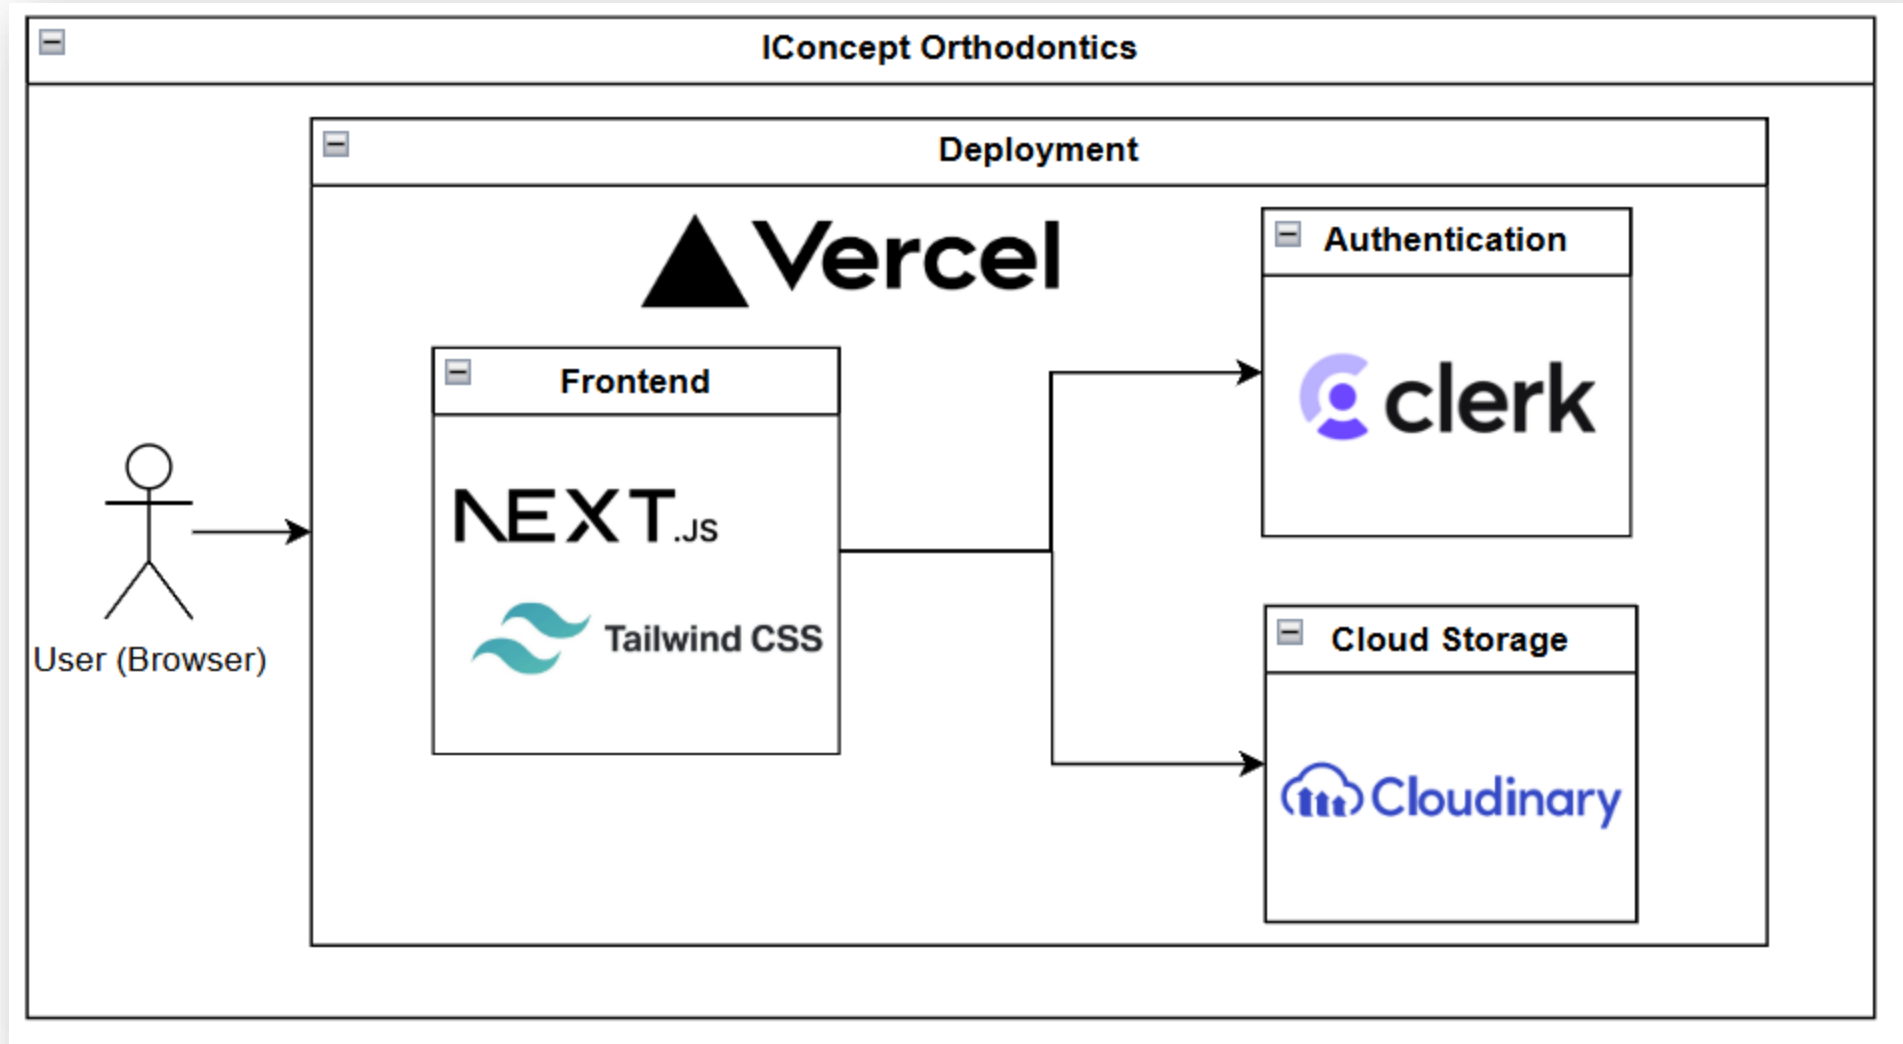 IConcept Orthodontics
Deployment
Vercel
Authentication
clerk
Frontend
NEXT.JS
Tailwind CSS
User (Browser)
Cloud Storage
Cloudinary